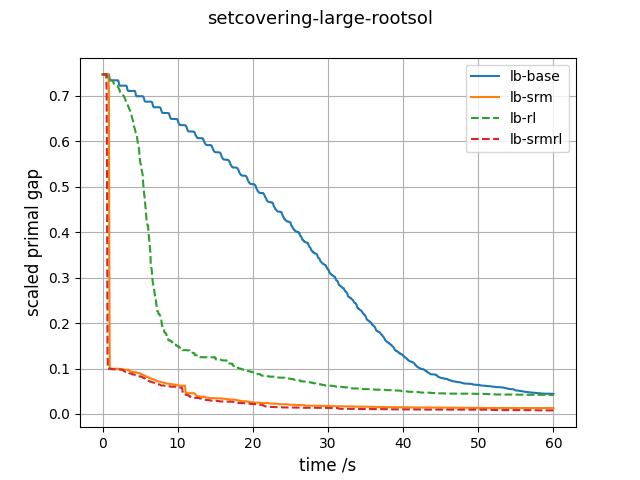 setcovering-large-rootsol
lb-base
lb-srm
lb-rl
lb-srmrl
scaled primal gap
0.7
0.6
0.5
0.4
0.3
0.2
0.1
0.0
0 10 20 30 40 50 60
time /s